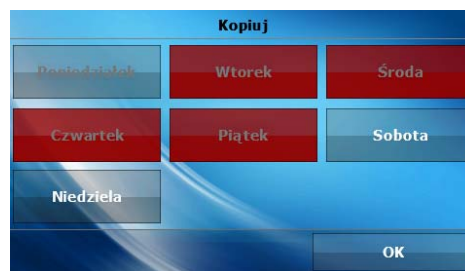 Kopiuj
Poniedziałek
Wtorek
Środa
Czwartek
Piątek
Sobota
Niedziela
OK